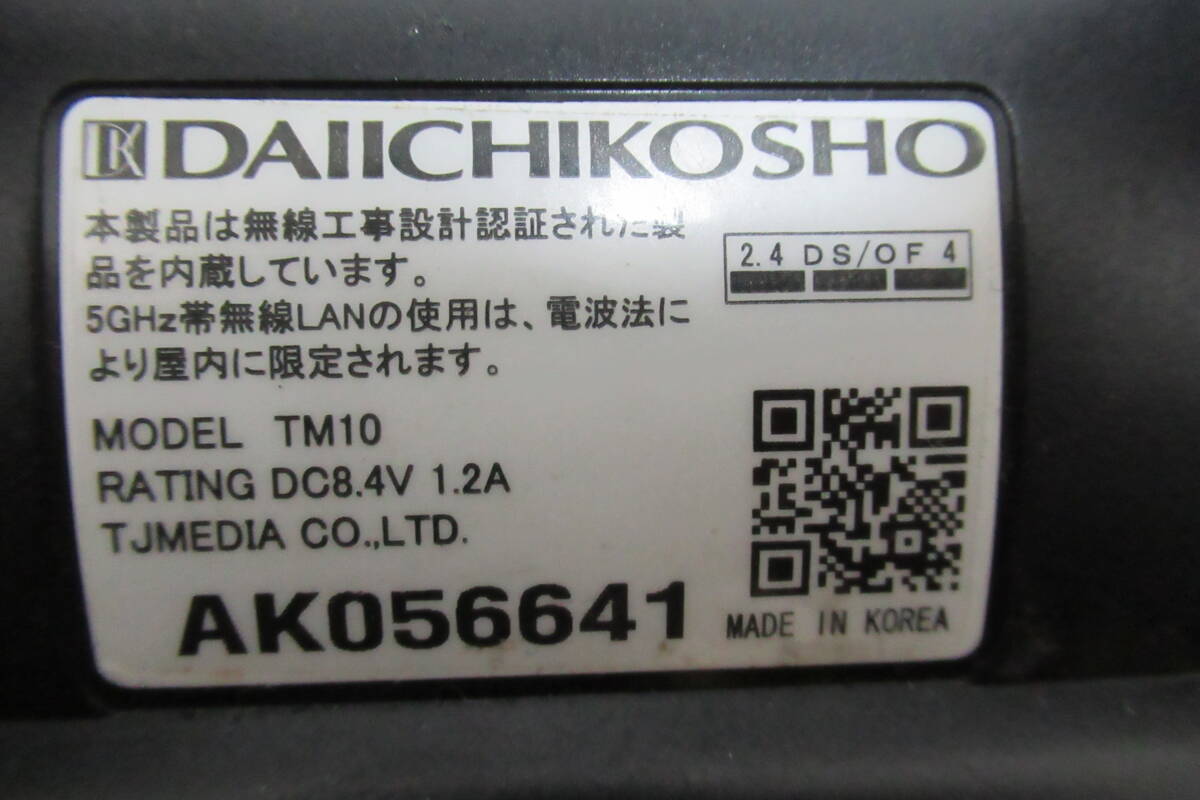 DK DAIICHIKOSHO
本製品は無線工事設計認証された製
品を内蔵しています。
2.4 DS/OF 4
5GHz帯無線LANの使用は、電波法に
より屋内に限定されます。
MODEL TM10
RATING DC8.4V 1.2A
TJMEDIA CO.,LTD.
AK056641
MADE IN KOREA